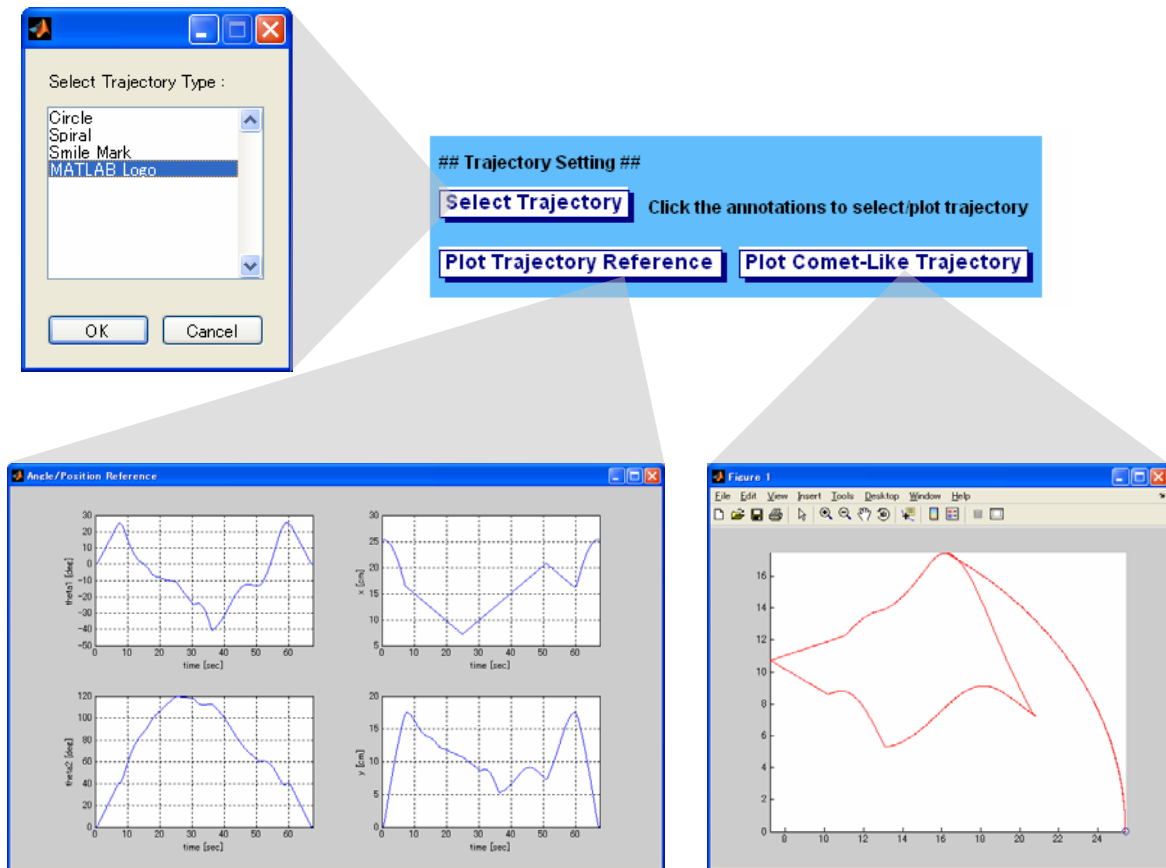 Select Trajectory Type :
Circle
Spiral
Smile Mark
MATLAB Logo
OK Cancel
## Trajectory Setting ##
Select Trajectory Click the annotations to select/plot trajectory
Plot Trajectory Reference Plot Comet-Like Trajectory
Angle/Position Reference
30
20
10
0
-10
-20
-30
-40
-50
theta1 [deg]
0 10 20 30 40 50 60
time [sec]
30
25
20
15
10
5
x [cm]
0 10 20 30 40 50 60
time [sec]
120
100
80
60
40
20
0
theta2 [deg]
0 10 20 30 40 50 60
time [sec]
20
15
10
5
0
y [cm]
0 10 20 30 40 50 60
time [sec]
Figure 1
File Edit View Insert Tools Desktop Window Help
16
14
12
10
8
6
4
2
0
8 10 12 14 16 18 20 22 24